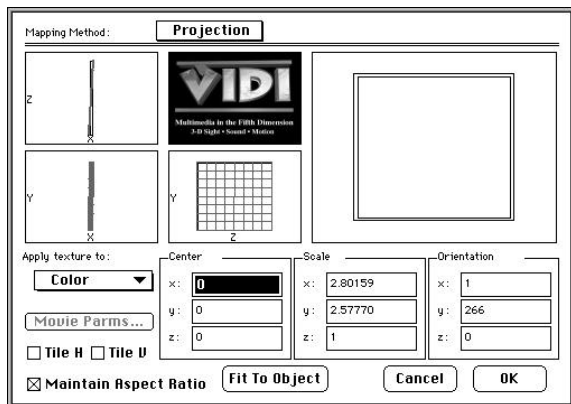 Mapping Method: Projection
Z
X
VIDI
Multimedia in the Fifth Dimension
3-D Sight • Sound • Motion
Y
X
Y
Z
Apply texture to:
Color
Movie Parms...
Tile H Tile V
Maintain Aspect Ratio
Center
x: 0
y: 0
z: 0
Scale
x: 2.80159
y: 2.57770
z: 1
Orientation
x: 1
y: 266
z: 0
Fit To Object
Cancel
OK